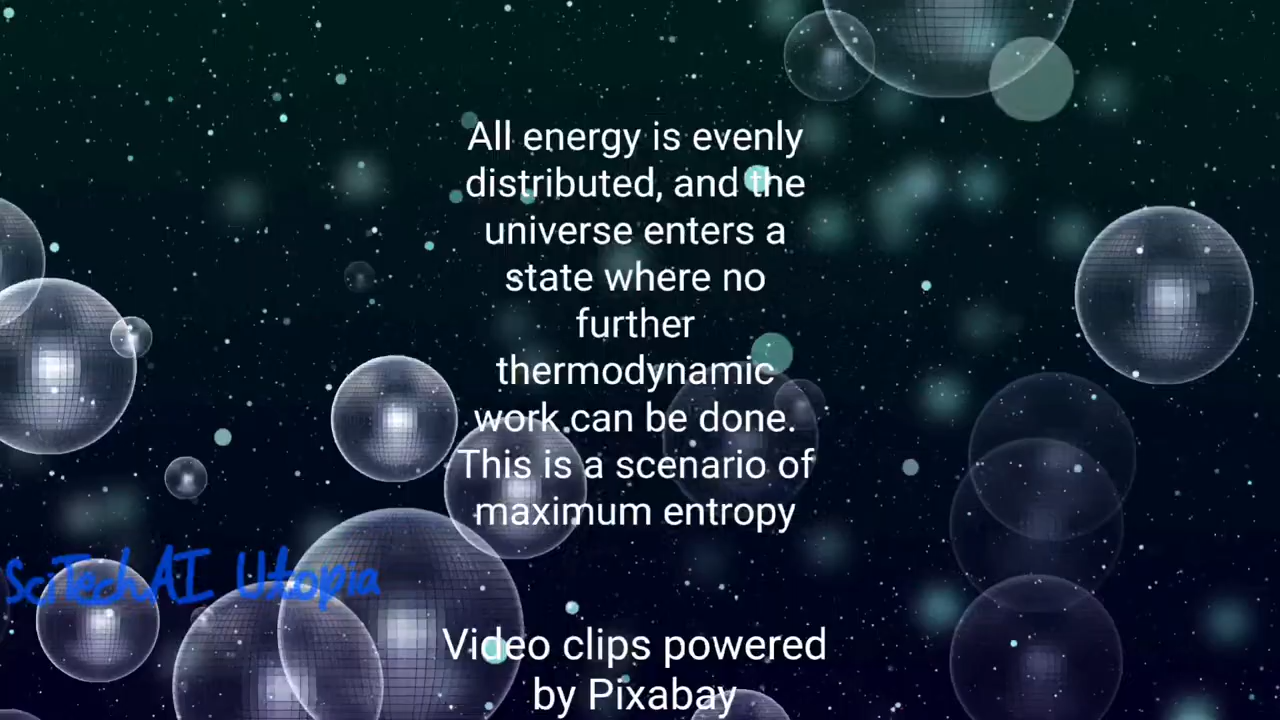 All energy is evenly
distributed, and the
universe enters a
state where no
further
thermodynamic
work can be done.
This is a scenario of
maximum entropy
SciTechAI Utopia
Video clips powered
by Pixabay